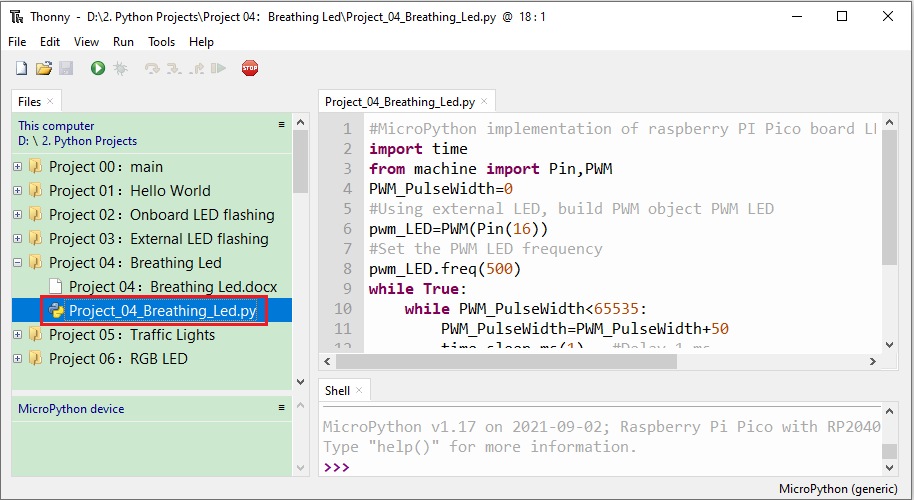 Thonny - D:\2. Python Projects\Project 04：Breathing Led\Project_04_Breathing_Led.py @ 18 : 1
File Edit View Run Tools Help
STOP
Files ×
This computer
D: \ 2. Python Projects
Project 00：main
Project 01：Hello World
Project 02：Onboard LED flashing
Project 03：External LED flashing
Project 04：Breathing Led
Project 04：Breathing Led.docx
Project_04_Breathing_Led.py
Project 05：Traffic Lights
Project 06：RGB LED
MicroPython device
Project_04_Breathing_Led.py ×
1 #MicroPython implementation of raspberry PI Pico board
2 import time
3 from machine import Pin,PWM
4 PWM_PulseWidth=0
5 #Using external LED, build PWM object PWM LED
6 pwm_LED=PWM(Pin(16))
7 #Set the PWM LED frequency
8 pwm_LED.freq(500)
9 while True:
10 while PWM_PulseWidth<65535:
11 PWM_PulseWidth=PWM_PulseWidth+50
12 time.sleep_ms(1) #Delay 1 ms
Shell ×
MicroPython v1.17 on 2021-09-02; Raspberry Pi Pico with RP2040
Type "help()" for more information.
>>>
MicroPython (generic)